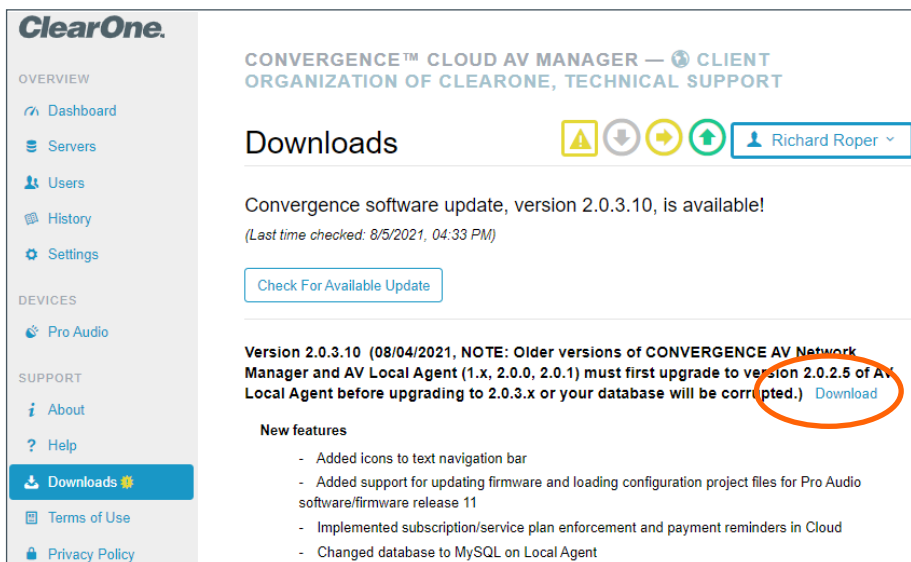 ClearOne.
OVERVIEW
Dashboard
Servers
Users
History
Settings
DEVICES
Pro Audio
SUPPORT
About
Help
Downloads
Terms of Use
Privacy Policy
CONVERGENCE™ CLOUD AV MANAGER — CLIENT
ORGANIZATION OF CLEARONE, TECHNICAL SUPPORT
Downloads
Richard Roper
Convergence software update, version 2.0.3.10, is available!
(Last time checked: 8/5/2021, 04:33 PM)
Check For Available Update
Version 2.0.3.10 (08/04/2021, NOTE: Older versions of CONVERGENCE AV Network
Manager and AV Local Agent (1.x, 2.0.0, 2.0.1) must first upgrade to version 2.0.2.5 of AV
Local Agent before upgrading to 2.0.3.x or your database will be corrupted.) Download
New features
- Added icons to text navigation bar
- Added support for updating firmware and loading configuration project files for Pro Audio
software/firmware release 11
- Implemented subscription/service plan enforcement and payment reminders in Cloud
- Changed database to MySQL on Local Agent